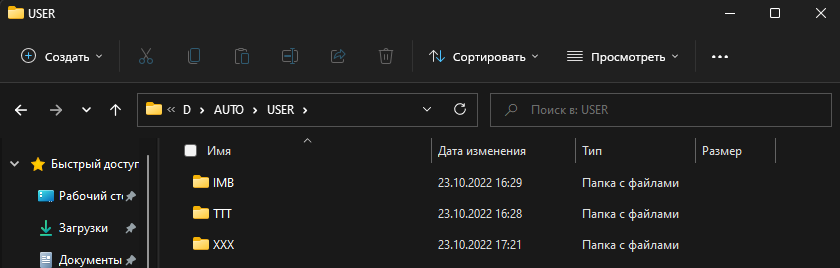 USER
Создать Сортировать Просмотреть
« D AUTO USER Поиск в: USER
Имя Дата изменения Тип Размер
Быстрый доступ
IMB 23.10.2022 16:29 Папка с файлами
Рабочий сто
TTT 23.10.2022 16:28 Папка с файлами
Загрузки
XXX 23.10.2022 17:21 Папка с файлами
Документы